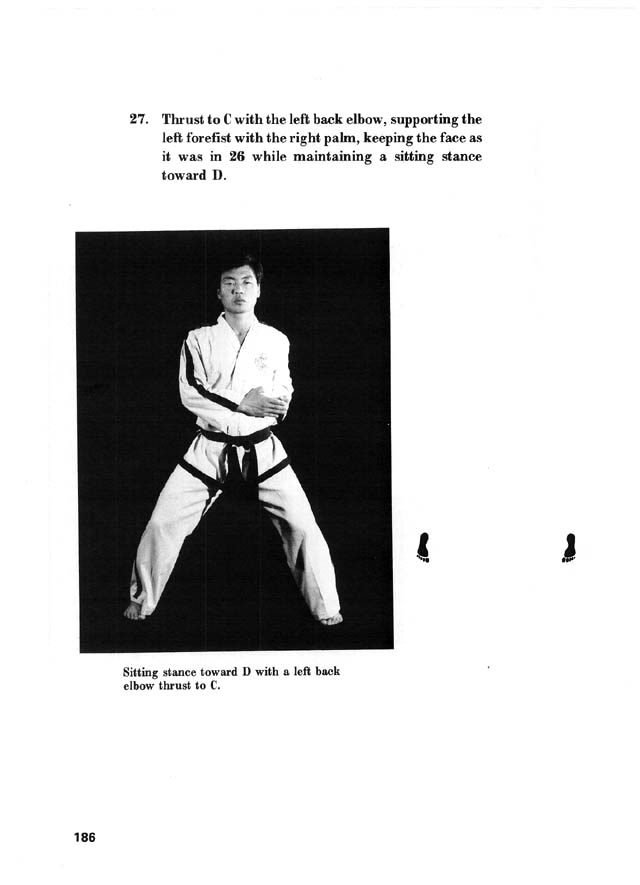 27. Thrust to C with the left back elbow, supporting the
left forefist with the right palm, keeping the face as
it was in 26 while maintaining a sitting stance
toward D.
Sitting stance toward D with a left back
elbow thrust to C.
186